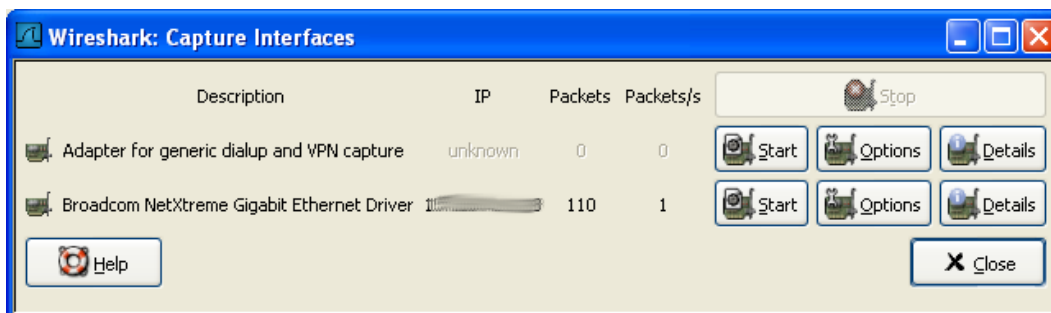 Wireshark: Capture Interfaces
Description IP Packets Packets/s Stop
Adapter for generic dialup and VPN capture unknown 0 0 Start Options Details
Broadcom NetXtreme Gigabit Ethernet Driver 110 1 Start Options Details
Help Close